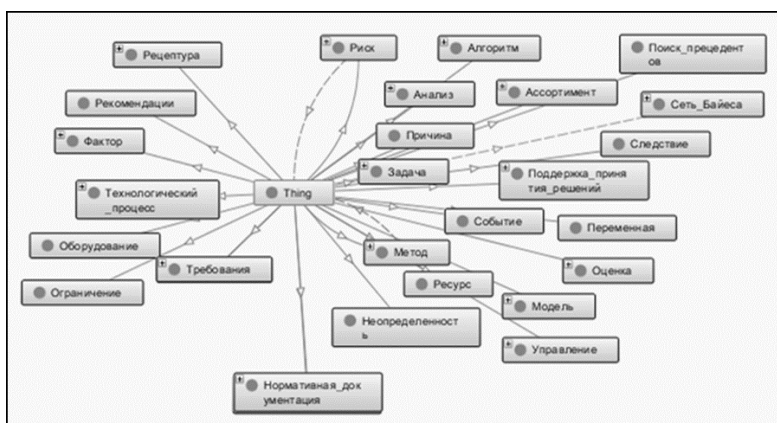 Рецептура
Риск
Алгоритм
Поиск_прецедент
ов
Рекомендации
Анализ
Ассортимент
Сеть_Байеса
Фактор
Причина
Следствие
Технологический
_процесс
Thing
Задача
Поддержка_приня
тия_решений
Оборудование
Требования
Метод
Событие
Переменная
Ограничение
Ресурс
Оценка
Неопределенност
ь
Модель
Управление
Нормативная_док
ументация